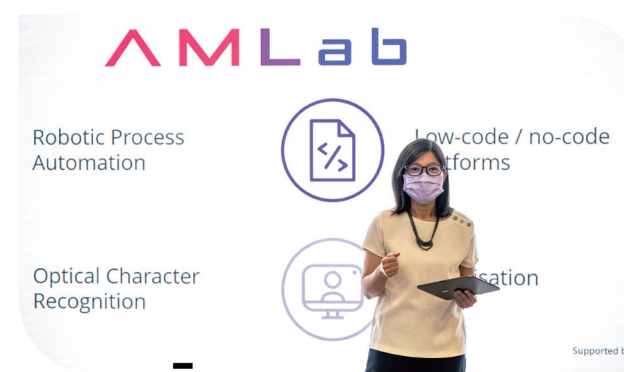 AMLab
Robotic Process
Automation
</>
Low-code / no-code
Optical Character
Recognition
Supported